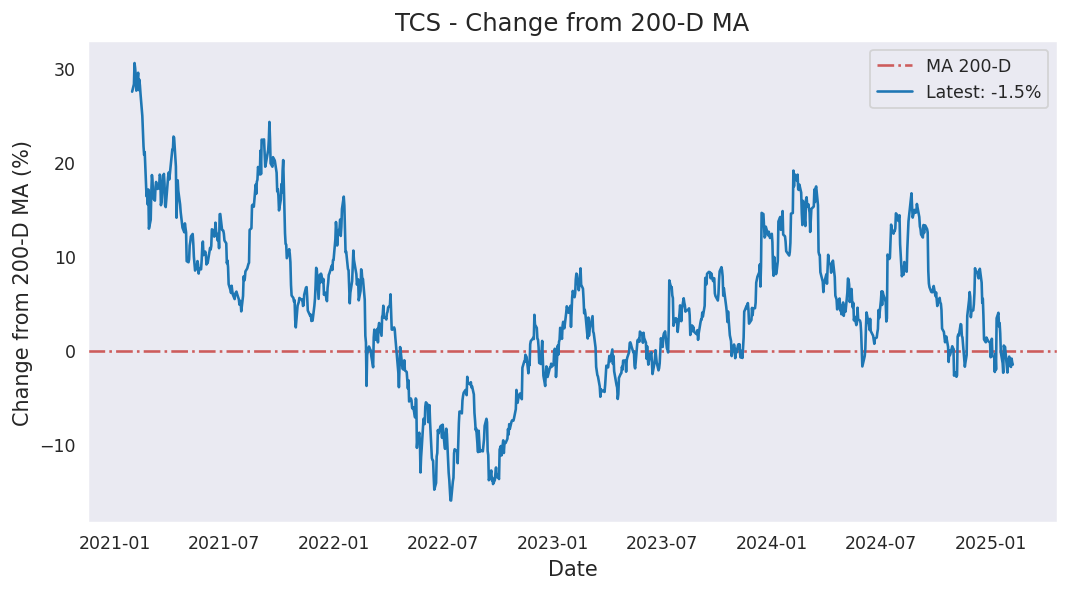 TCS - Change from 200-D MA
MA 200-D
Latest: -1.5%
Change from 200-D MA (%)
30
20
10
0
−10
2021-01
2021-07
2022-01
2022-07
2023-01
2023-07
2024-01
2024-07
2025-01
Date